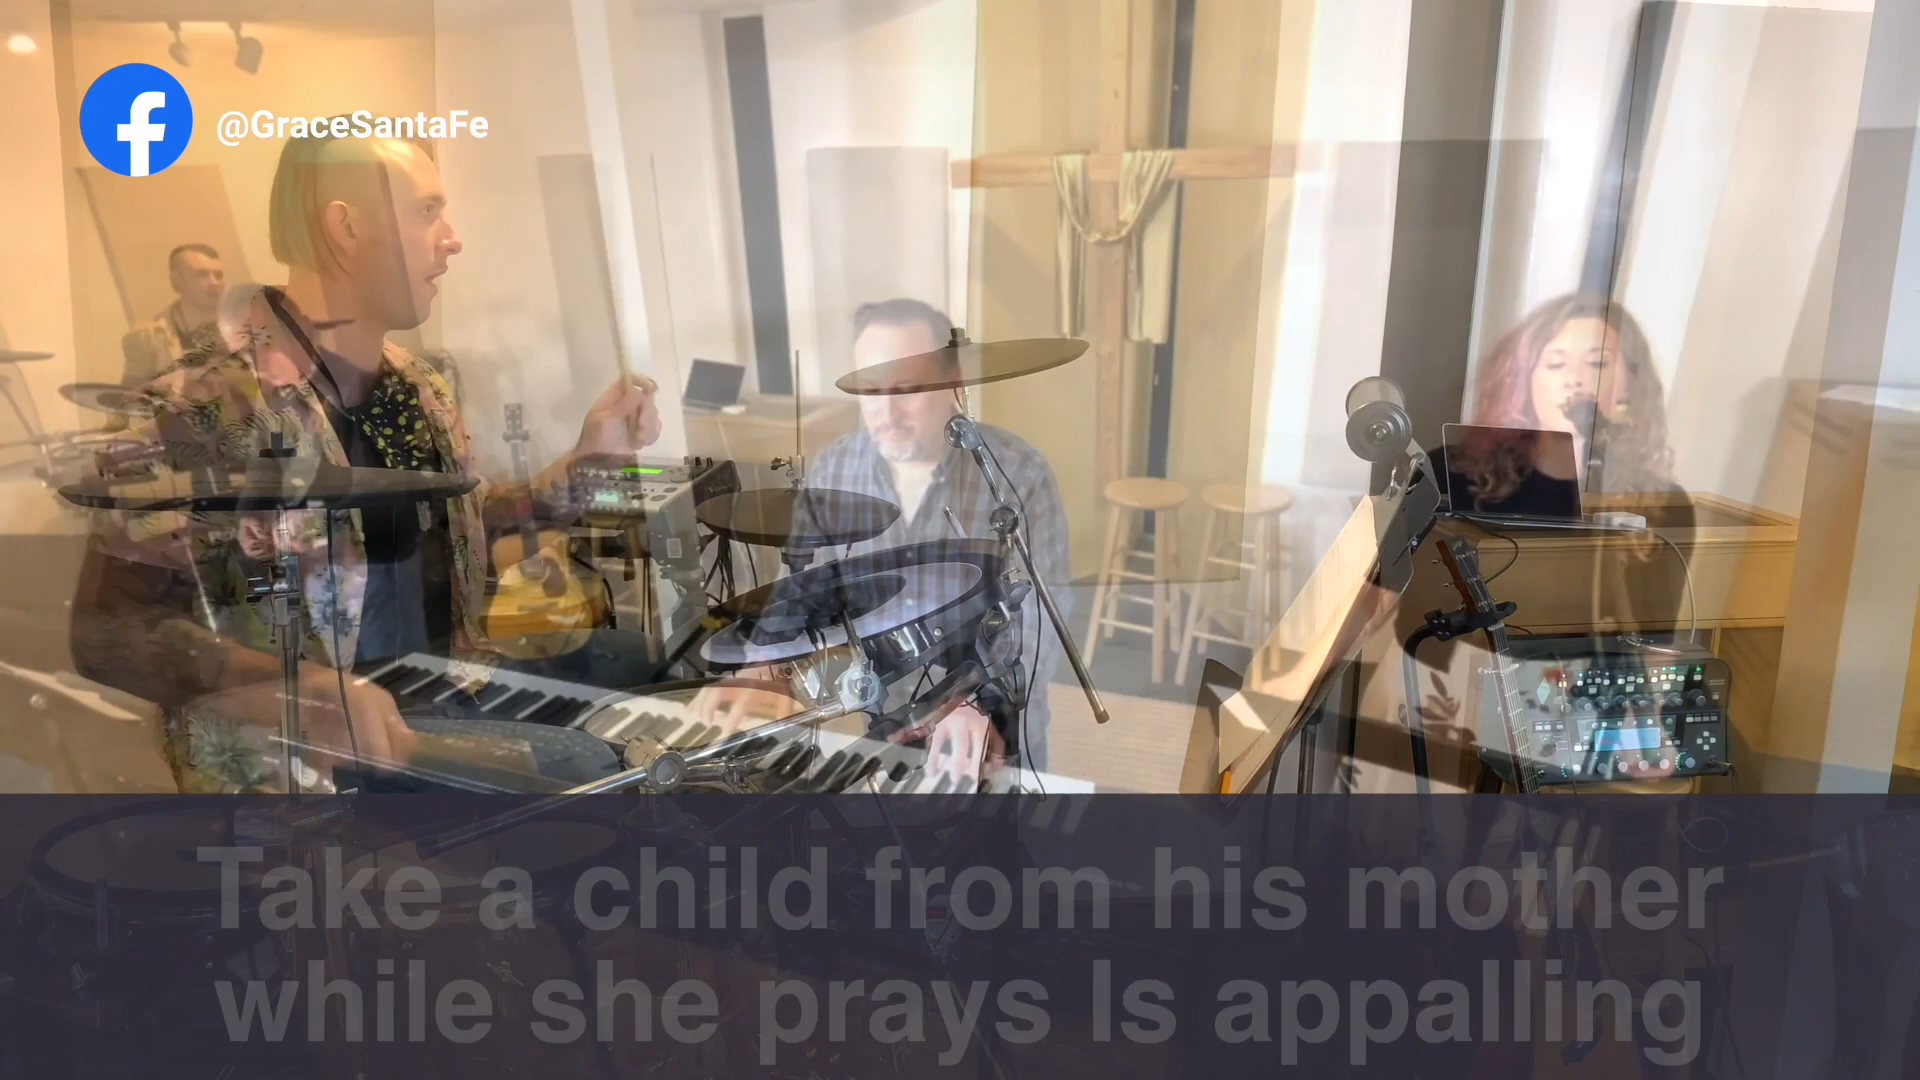 @GraceSantaFe
Take a child from his mother
while she prays Is appalling